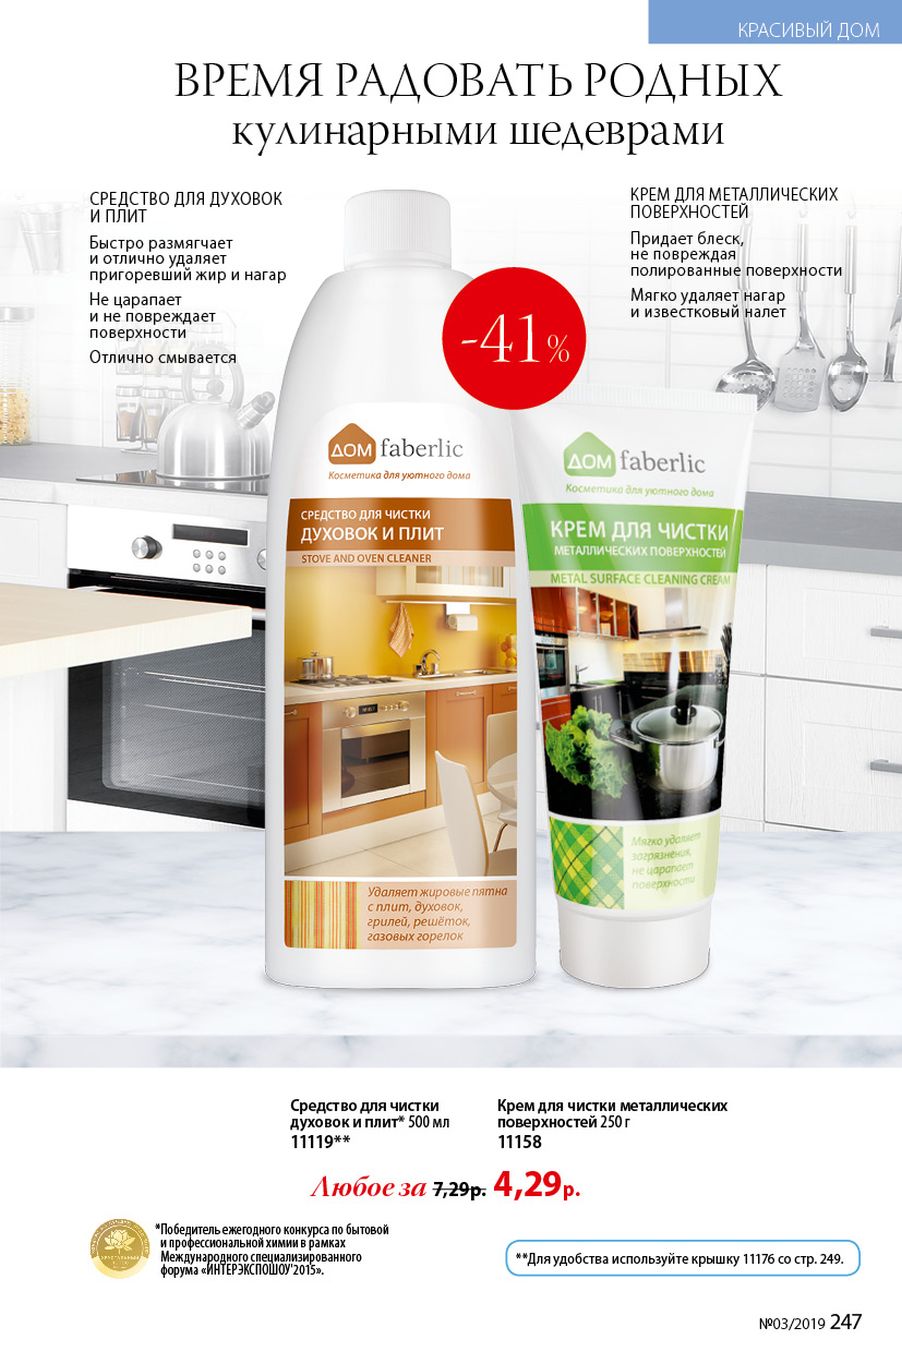 КРАСИВЫЙ ДОМ
ВРЕМЯ РАДОВАТЬ РОДНЫХ
кулинарными шедеврами
СРЕДСТВО ДЛЯ ДУХОВОК
И ПЛИТ
Быстро размягчает
и отлично удаляет
пригоревший жир и нагар
Не царапает
и не повреждает
поверхности
Отлично смывается
КРЕМ ДЛЯ МЕТАЛЛИЧЕСКИХ
ПОВЕРХНОСТЕЙ
Придает блеск,
не повреждая
полированные поверхности
Мягко удаляет нагар
и известковый налет
-41%
ДОМ faberlic
Косметика для уютного дома
СРЕДСТВО ДЛЯ ЧИСТКИ
ДУХОВОК И ПЛИТ
STOVE AND OVEN CLEANER
Удаляет жировые пятна
с плит, духовок,
грилей, решёток,
газовых горелок
ДОМ faberlic
Косметика для уютного дома
КРЕМ ДЛЯ ЧИСТКИ
МЕТАЛЛИЧЕСКИХ ПОВЕРХНОСТЕЙ
METAL SURFACE CLEANING CREAM
Мягко удаляет
загрязнения,
не царапает
поверхности
Средство для чистки
духовок и плит* 500 мл
11119**
Крем для чистки металлических
поверхностей 250 г
11158
Любое за 7,29р. 4,29р.
*Победитель ежегодного конкурса по бытовой
и профессиональной химии в рамках
Международного специализированного
форума «ИНТЕРЭКСПОШОУ'2015».
**Для удобства используйте крышку 11176 со стр. 249.
№03/2019 247